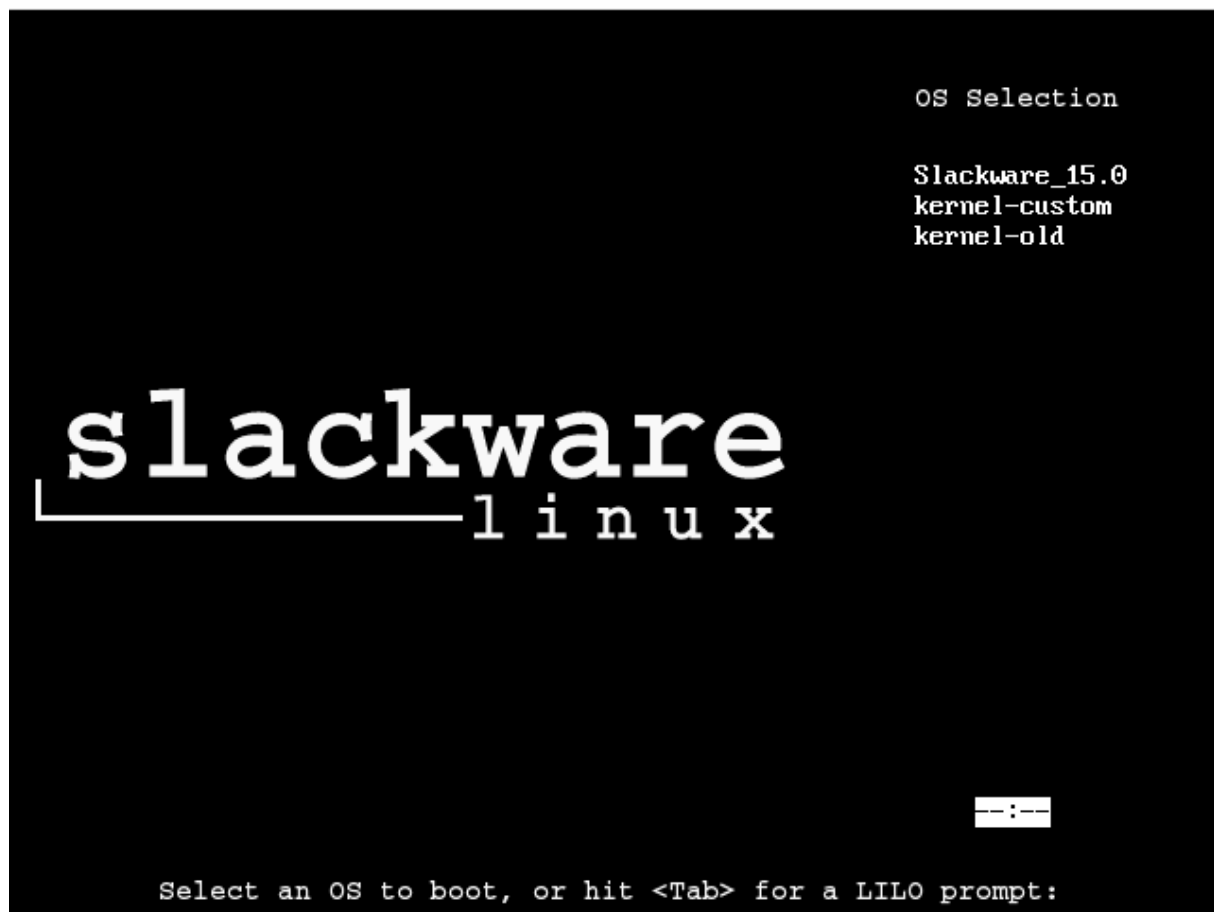 OS Selection
Slackware_15.0
kernel-custom
kernel-old
slackware
linux
--:--
Select an OS to boot, or hit <Tab> for a LILO prompt: